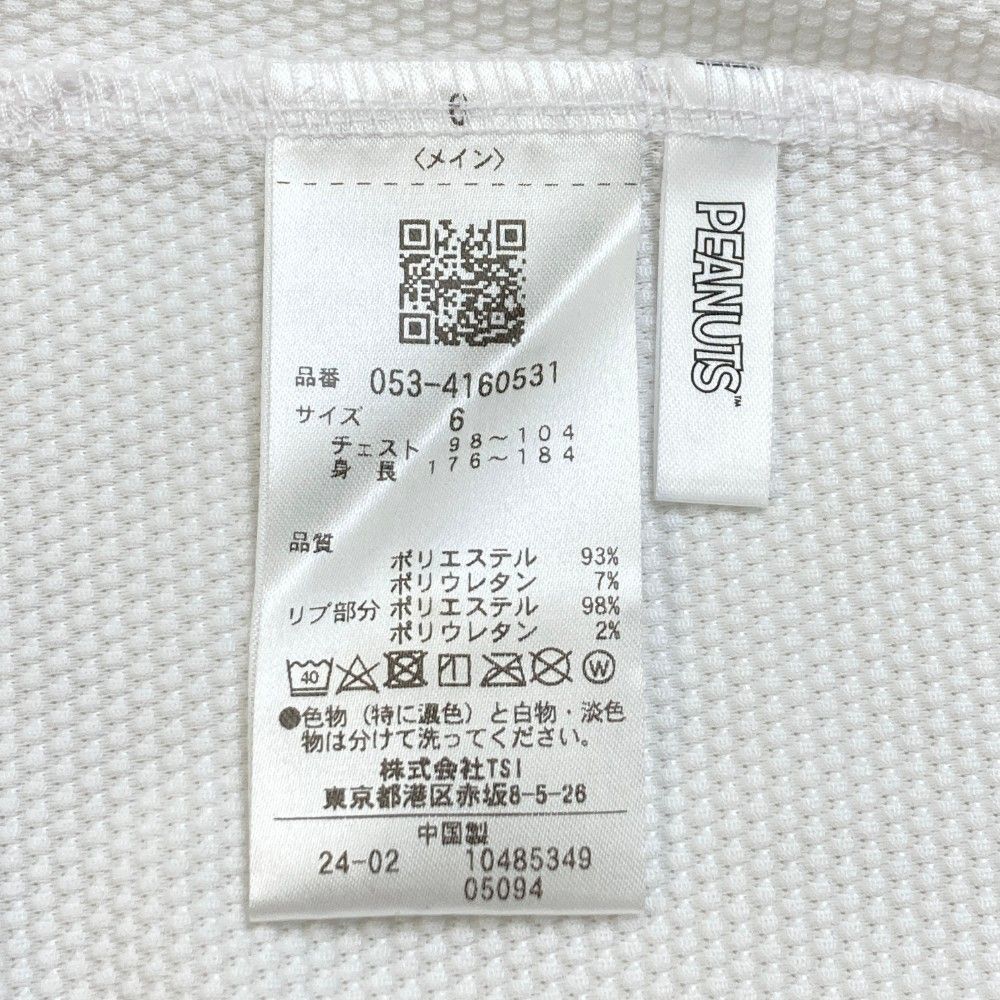 〈メイン〉
品番 053-4160531
サイズ 6
チェスト 98～104
身長 176～184
品質
ポリエステル 93%
ポリウレタン 7%
リブ部分 ポリエステル 98%
ポリウレタン 2%
40
W
●色物（特に濃色）と白物・淡色
物は分けて洗ってください。
株式会社TSI
東京都港区赤坂8-5-26
中国製
24-02 10485349
05094
PEANUTS™